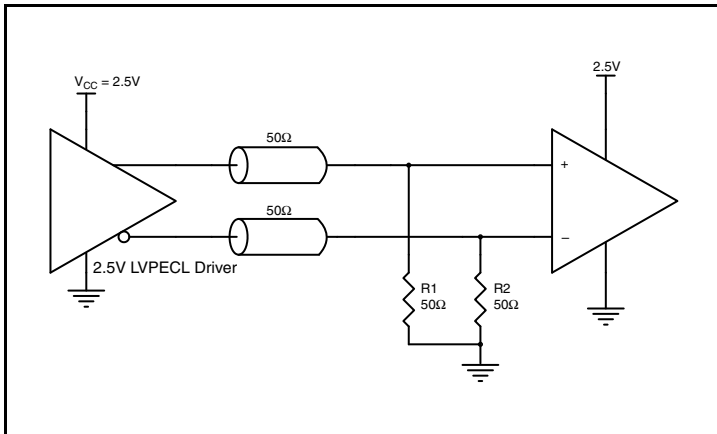 V_CC = 2.5V
2.5V
50Ω
+
50Ω
–
2.5V LVPECL Driver
R1
50Ω
R2
50Ω